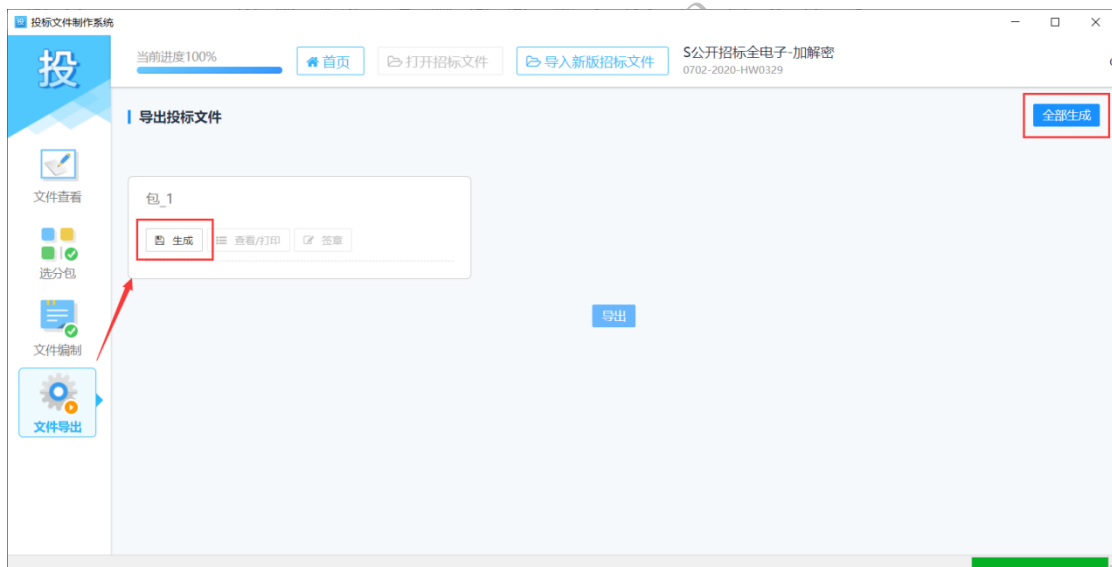 投标文件制作系统
投
当前进度100%
首页
打开招标文件
导入新版招标文件
S公开招标全电子-加解密
0702-2020-HW0329
导出投标文件
全部生成
文件查看
选分包
文件编制
文件导出
包_1
生成
查看/打印
签章
导出